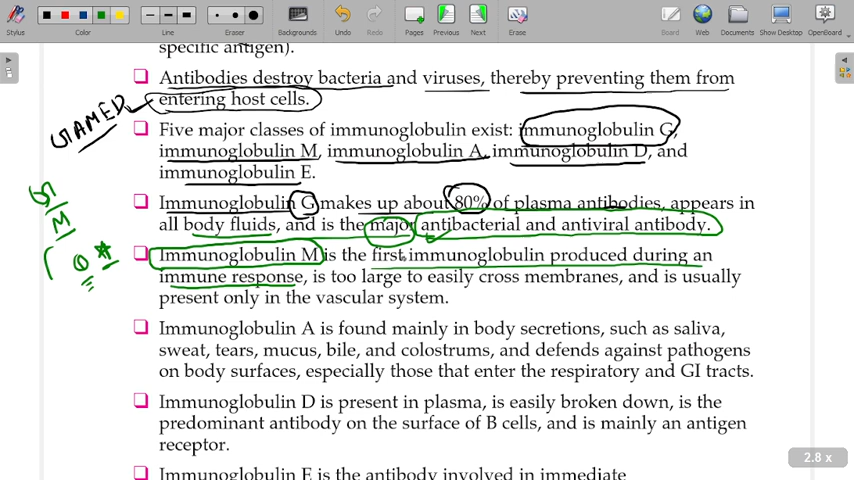 Stylus
Color
Line
Eraser
Backgrounds
Undo
Redo
Pages
Previous
Next
Erase
Board
Web
Documents
Show Desktop
OpenBoard
specific antigen).
Antibodies destroy bacteria and viruses, thereby preventing them from
entering host cells.
GAMED
Five major classes of immunoglobulin exist: immunoglobulin G,
immunoglobulin M, immunoglobulin A, immunoglobulin D, and
immunoglobulin E.
Immunoglobulin G makes up about 80% of plasma antibodies, appears in
all body fluids, and is the major antibacterial and antiviral antibody.
G
M
Immunoglobulin M is the first immunoglobulin produced during an
immune response, is too large to easily cross membranes, and is usually
present only in the vascular system.
Immunoglobulin A is found mainly in body secretions, such as saliva,
sweat, tears, mucus, bile, and colostrums, and defends against pathogens
on body surfaces, especially those that enter the respiratory and GI tracts.
Immunoglobulin D is present in plasma, is easily broken down, is the
predominant antibody on the surface of B cells, and is mainly an antigen
receptor.
Immunoglobulin E is the antibody involved in immediate
2.8 x